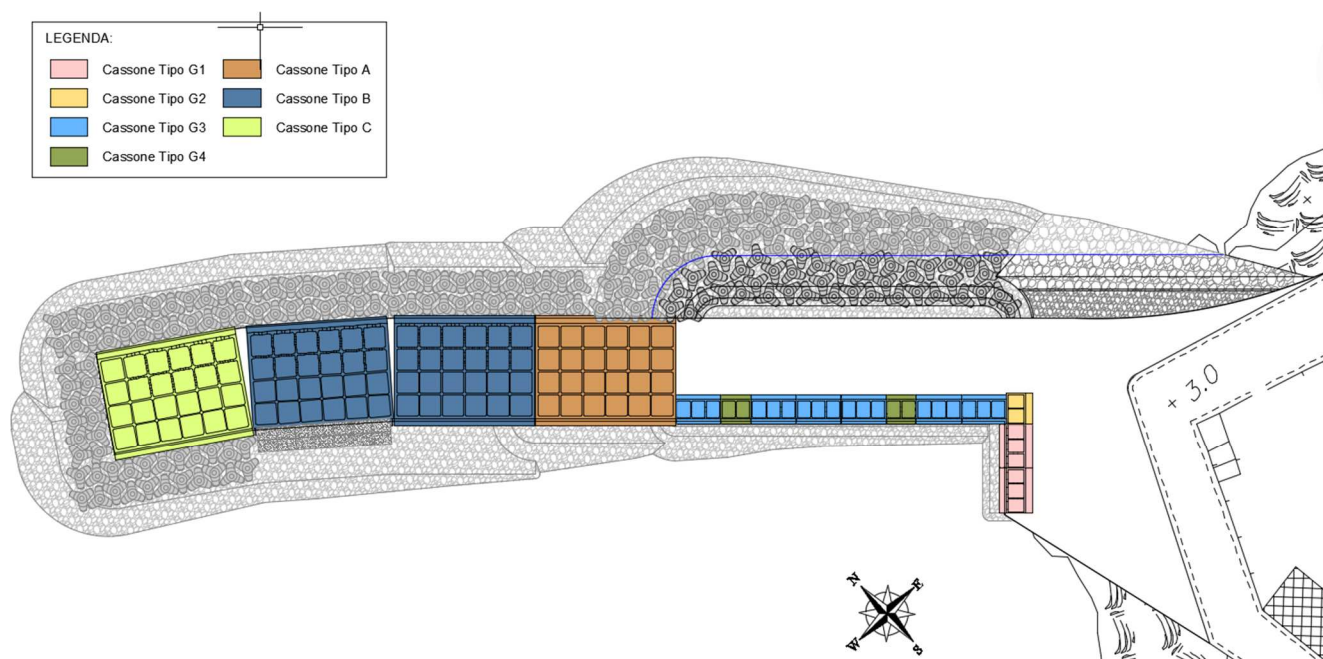 LEGENDA:
Cassone Tipo G1
Cassone Tipo A
Cassone Tipo G2
Cassone Tipo B
Cassone Tipo G3
Cassone Tipo C
Cassone Tipo G4
+ 3.0
N
E
W
S